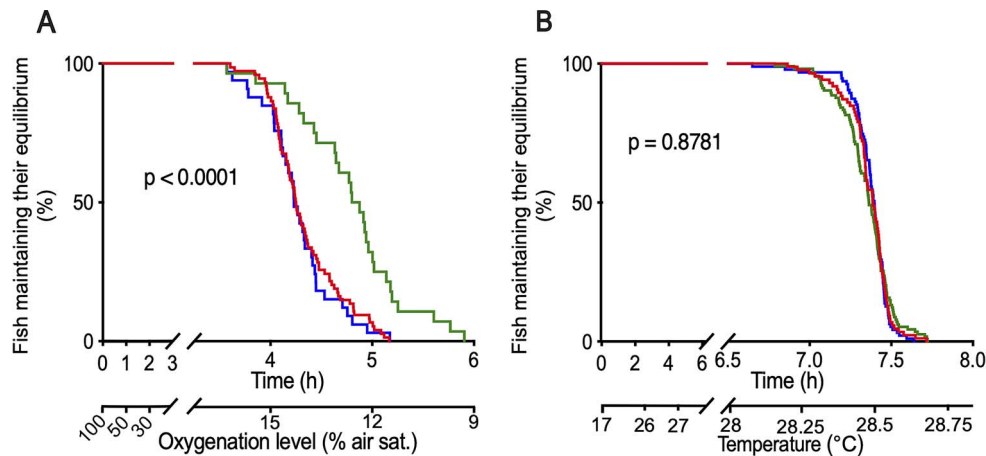 A
Fish maintaining their equilibrium
(%)
100
50
0
p < 0.0001
0 1 2 3 4 5 6
Time (h)
100 50 30 15 12 9
Oxygenation level (% air sat.)
B
Fish maintaining their equilibrium
(%)
100
50
0
p = 0.8781
0 2 4 6 6.5 7.0 7.5 8.0
Time (h)
17 26 27 28 28.25 28.5 28.75
Temperature (°C)